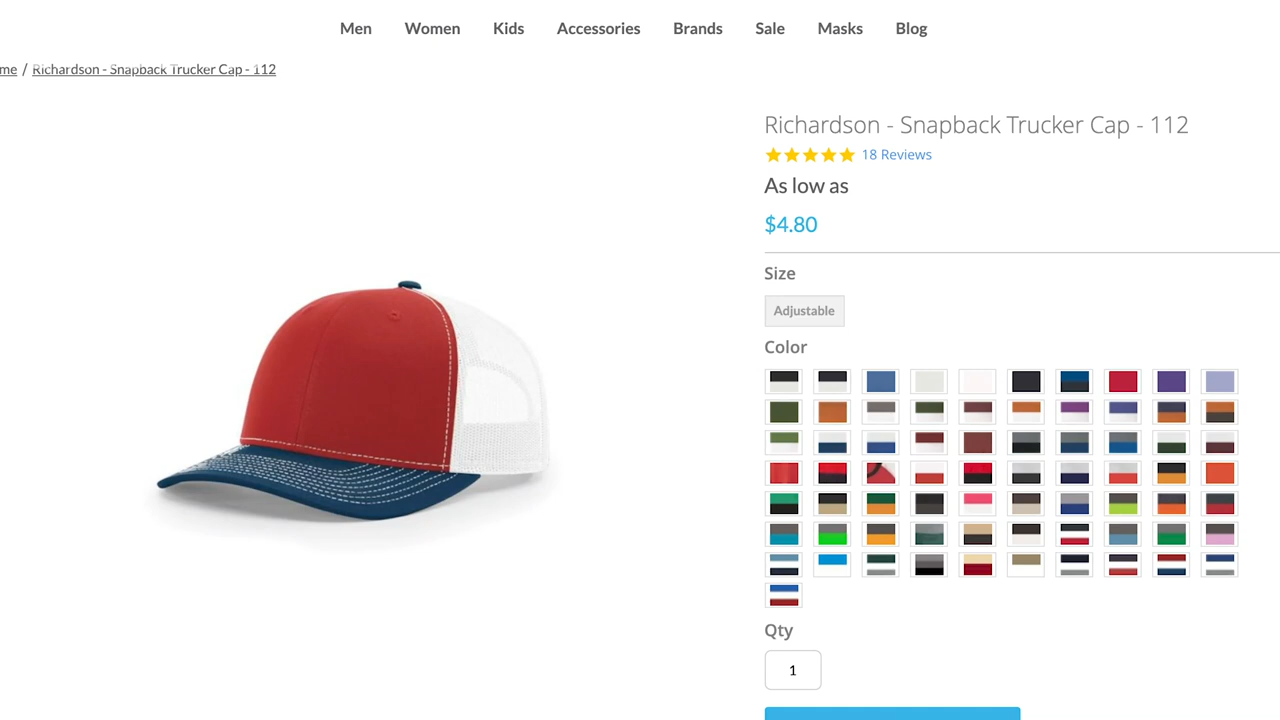 Men Women Kids Accessories Brands Sale Masks Blog
me / Richardson - Snapback Trucker Cap - 112
Richardson - Snapback Trucker Cap - 112
18 Reviews
As low as
$4.80
Size
Adjustable
Color
Qty
1